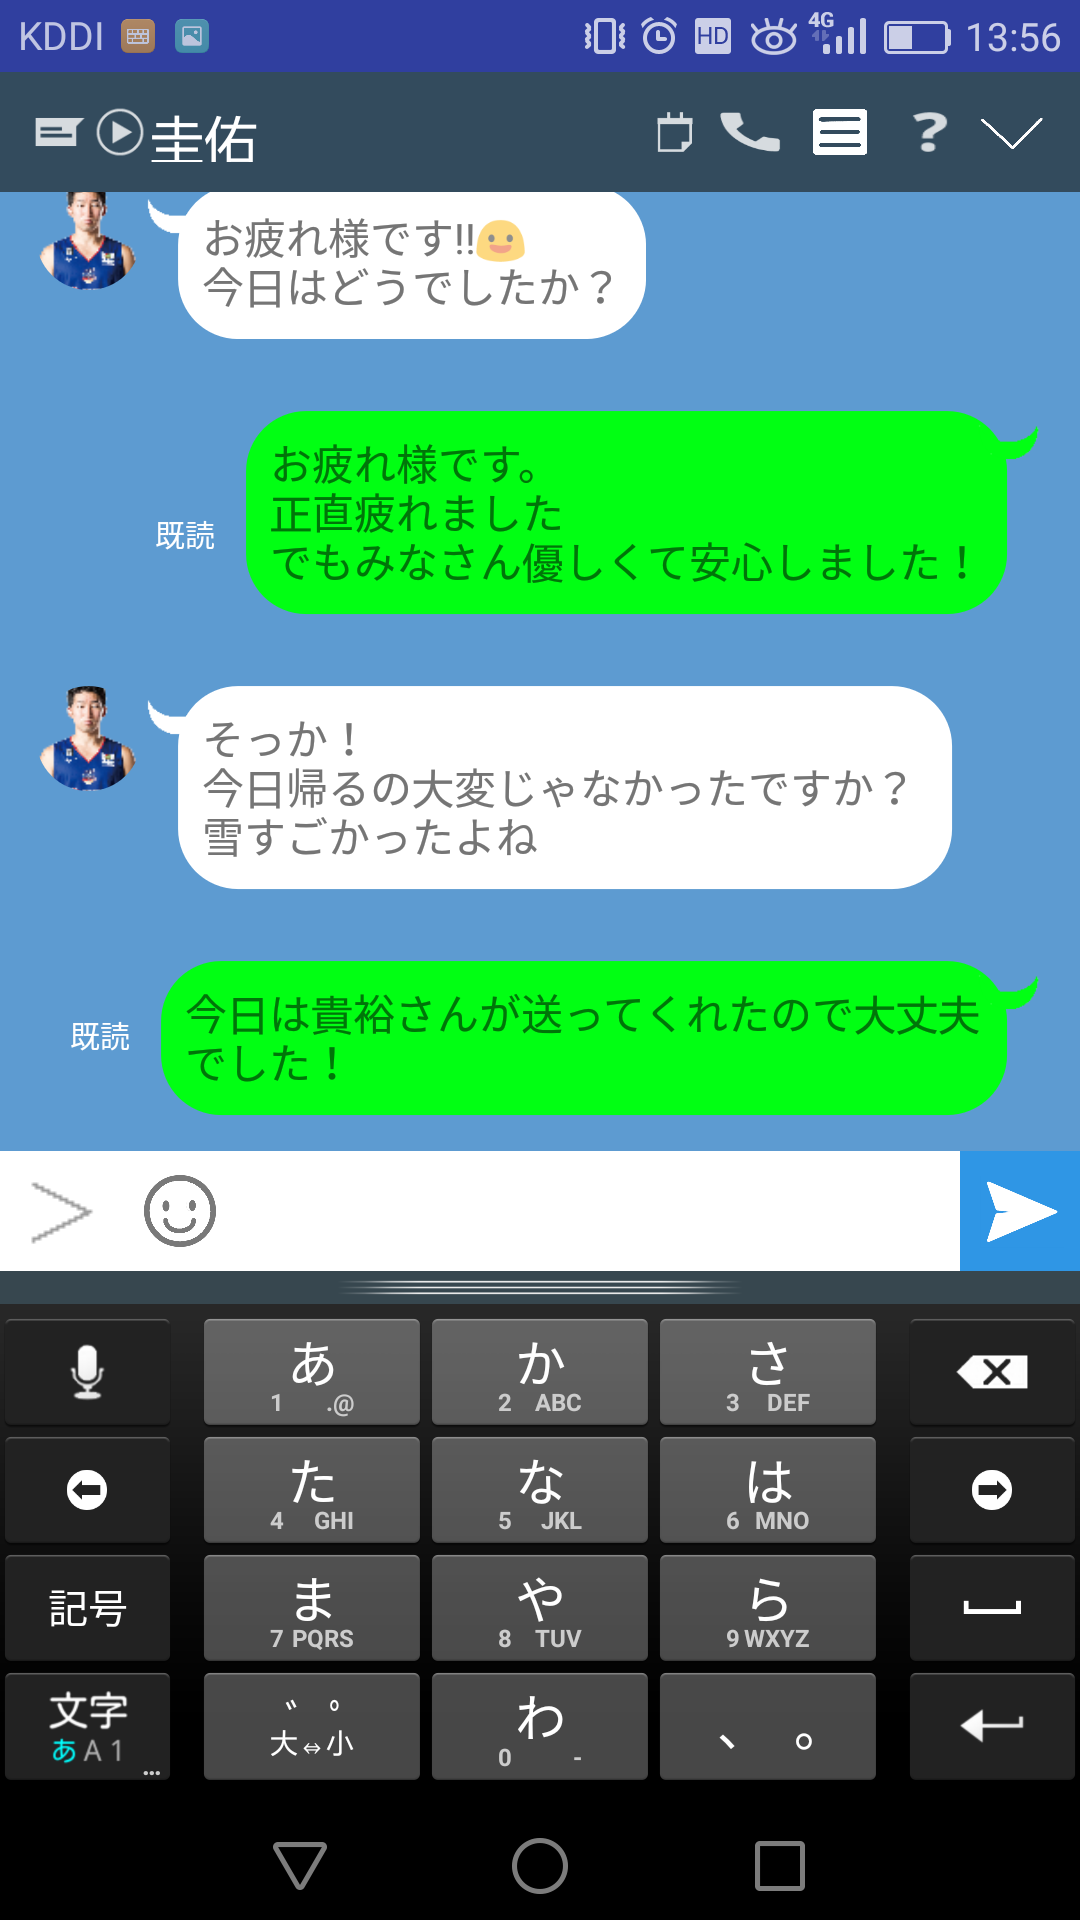 KDDI HD 4G 13:56
圭佑
お疲れ様です!!
今日はどうでしたか？
お疲れ様です。
正直疲れました
でもみなさん優しくて安心しました！
既読
そっか！
今日帰るの大変じゃなかったですか？
雪すごかったよね
今日は貴裕さんが送ってくれたので大丈夫
でした！
既読
あ か さ
1 .@ 2 ABC 3 DEF
た な は
4 GHI 5 JKL 6 MNO
記号 ま や ら
7 PQRS 8 TUV 9 WXYZ
文字 ゛ ゜ わ 、 。
あ A 1 ... 大⇔小 0 -